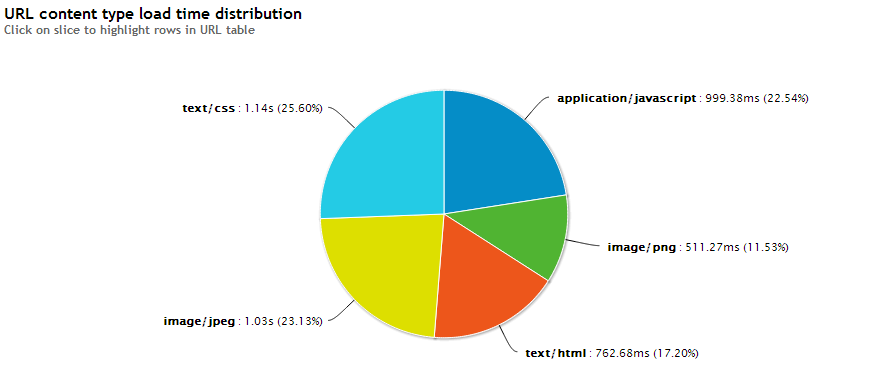 URL content type load time distribution
Click on slice to highlight rows in URL table
application/javascript : 999.38ms (22.54%)
text/css : 1.14s (25.60%)
image/png : 511.27ms (11.53%)
image/jpeg : 1.03s (23.13%)
text/html : 762.68ms (17.20%)